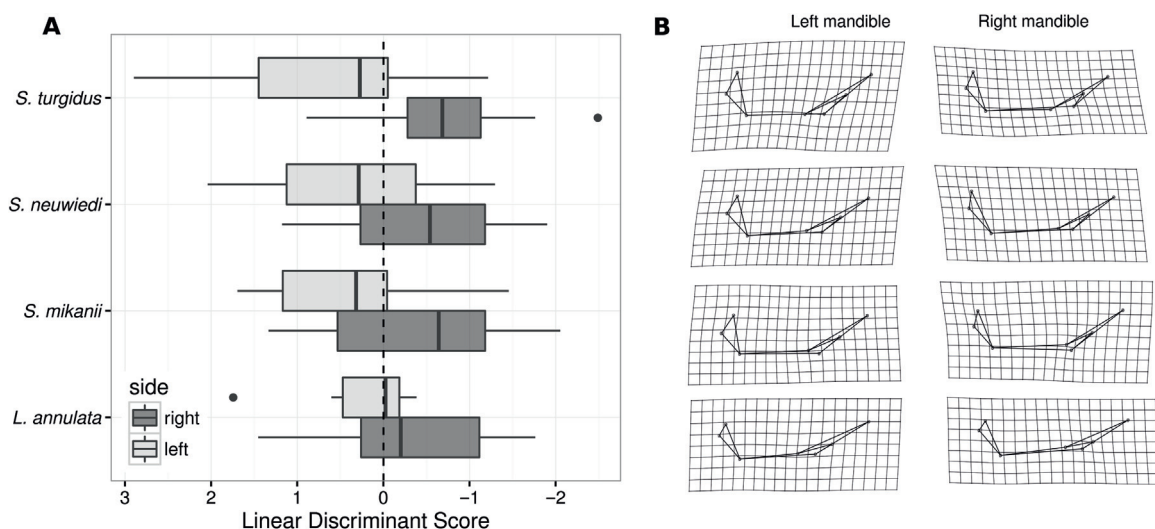 A
S. turgidus
S. neuwiedi
S. mikanii
L. annulata
side
right
left
3 2 1 0 −1 −2
Linear Discriminant Score
B
Left mandible Right mandible